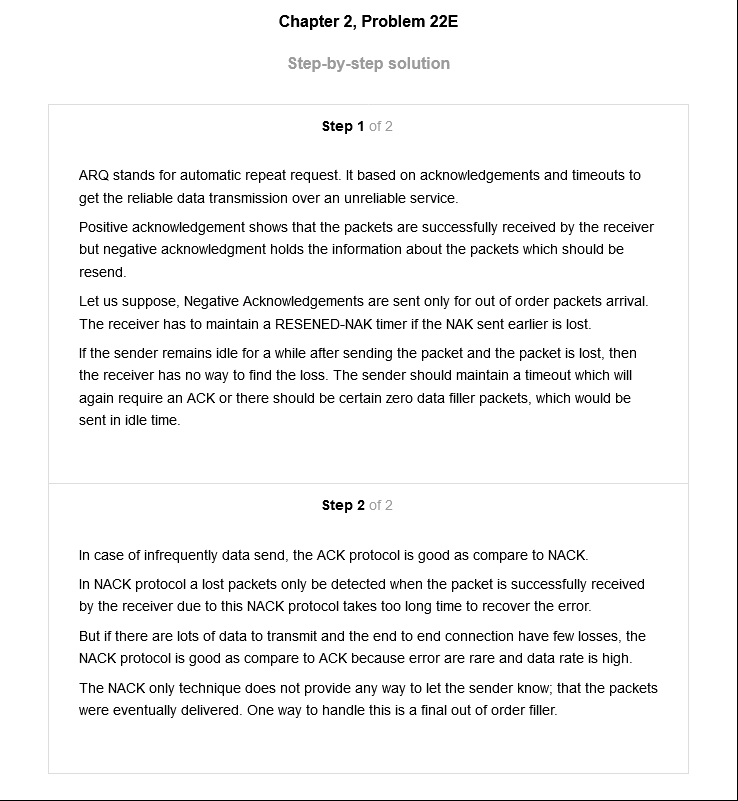 Chapter 2, Problem 22E
Step-by-step solution
Step 1 of 2
ARQ stands for automatic repeat request. It based on acknowledgements and timeouts to
get the reliable data transmission over an unreliable service.
Positive acknowledgement shows that the packets are successfully received by the receiver
but negative acknowledgment holds the information about the packets which should be
resend.
Let us suppose, Negative Acknowledgements are sent only for out of order packets arrival.
The receiver has to maintain a RESENED-NAK timer if the NAK sent earlier is lost.
If the sender remains idle for a while after sending the packet and the packet is lost, then
the receiver has no way to find the loss. The sender should maintain a timeout which will
again require an ACK or there should be certain zero data filler packets, which would be
sent in idle time.
Step 2 of 2
In case of infrequently data send, the ACK protocol is good as compare to NACK.
In NACK protocol a lost packets only be detected when the packet is successfully received
by the receiver due to this NACK protocol takes too long time to recover the error.
But if there are lots of data to transmit and the end to end connection have few losses, the
NACK protocol is good as compare to ACK because error are rare and data rate is high.
The NACK only technique does not provide any way to let the sender know; that the packets
were eventually delivered. One way to handle this is a final out of order filler.